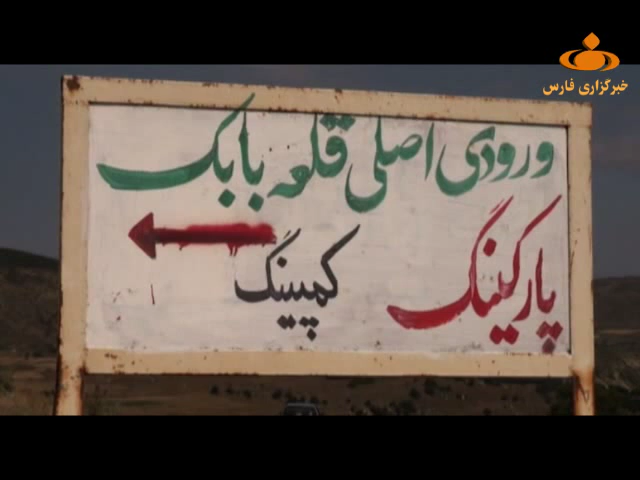 خبرگزاری فارس
ورودی اصلی قلعه بابک
پارکینگ
کمپینگ